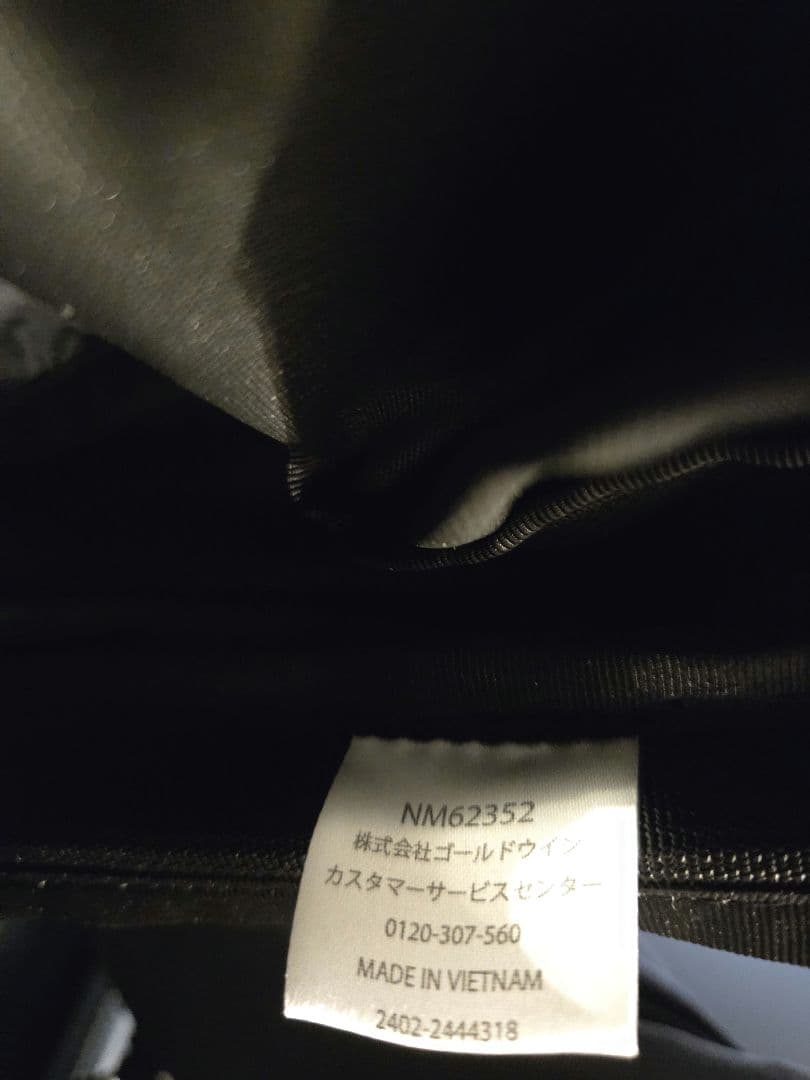 NM62352
株式会社ゴールドウイン
カスタマーサービスセンター
0120-307-560
MADE IN VIETNAM
2402-2444318